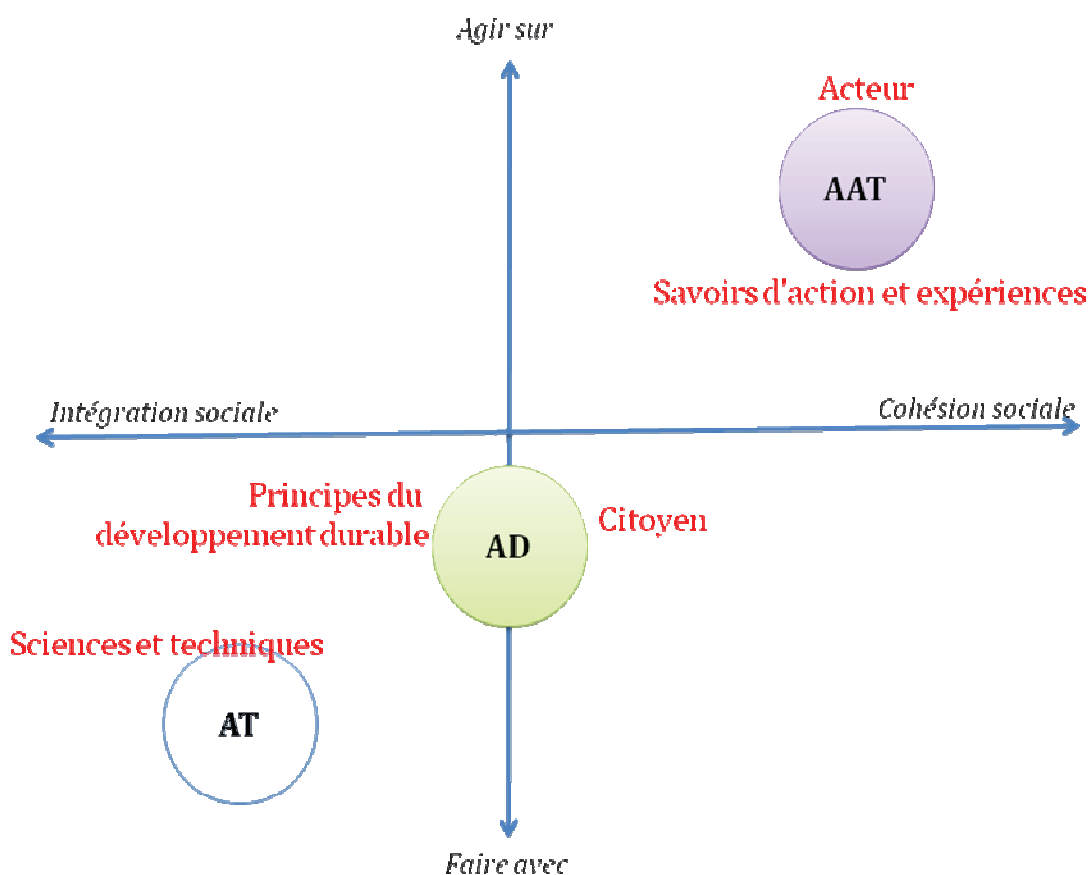 Agir sur
Acteur
AAT
Savoirs d'action et expériences
Intégration sociale
Cohésion sociale
Principes du
développement durable
Citoyen
AD
Sciences et techniques
AT
Faire avec